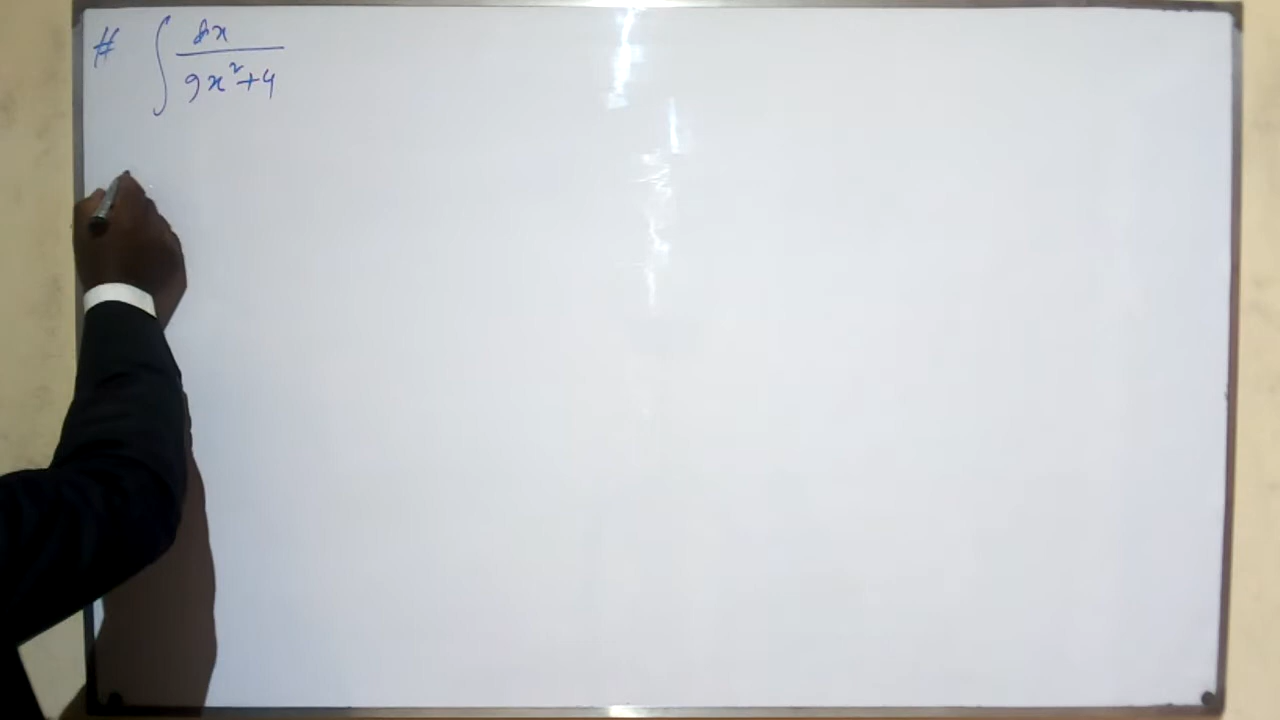 # ∫ dx / 9x²+4